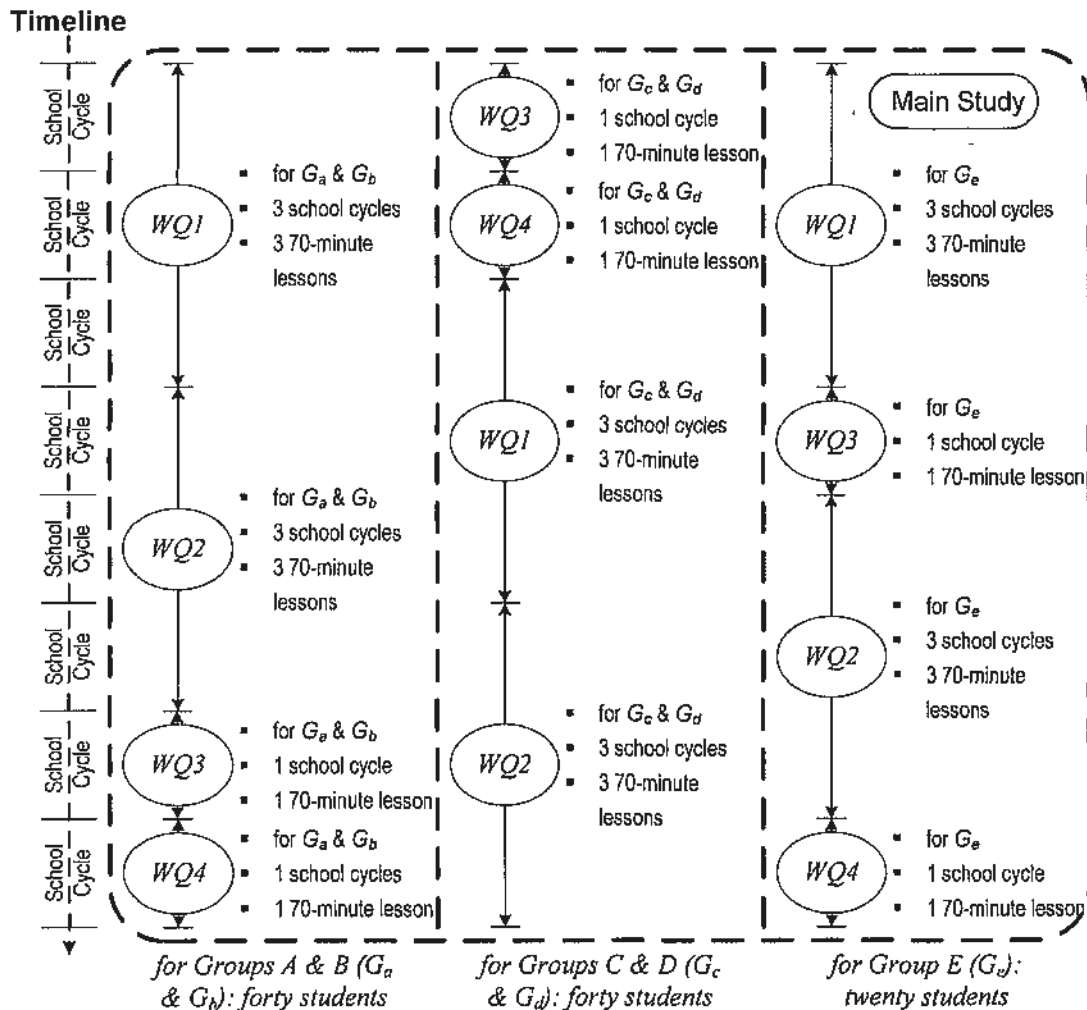 Timeline
School
Cycle
School
Cycle
School
Cycle
School
Cycle
School
Cycle
School
Cycle
School
Cycle
School
Cycle
WQ1
▪ for Ga & Gb
▪ 3 school cycles
▪ 3 70-minute
lessons
WQ2
▪ for Ga & Gb
▪ 3 school cycles
▪ 3 70-minute
lessons
WQ3
▪ for Ga & Gb
▪ 1 school cycle
▪ 1 70-minute lesson
WQ4
▪ for Ga & Gb
▪ 1 school cycles
▪ 1 70-minute lesson
for Groups A & B (Ga
& Gb): forty students
WQ3
▪ for Gc & Gd
▪ 1 school cycle
▪ 1 70-minute lesson
WQ4
▪ for Gc & Gd
▪ 1 school cycle
▪ 1 70-minute lesson
WQ1
▪ for Gc & Gd
▪ 3 school cycles
▪ 3 70-minute
lessons
WQ2
▪ for Gc & Gd
▪ 3 school cycles
▪ 3 70-minute
lessons
for Groups C & D (Gc
& Gd): forty students
Main Study
WQ1
▪ for Ge
▪ 3 school cycles
▪ 3 70-minute
lessons
WQ3
▪ for Ge
▪ 1 school cycle
▪ 1 70-minute lesson
WQ2
▪ for Ge
▪ 3 school cycles
▪ 3 70-minute
lessons
WQ4
▪ for Ge
▪ 1 school cycle
▪ 1 70-minute lesson
for Group E (Ge):
twenty students